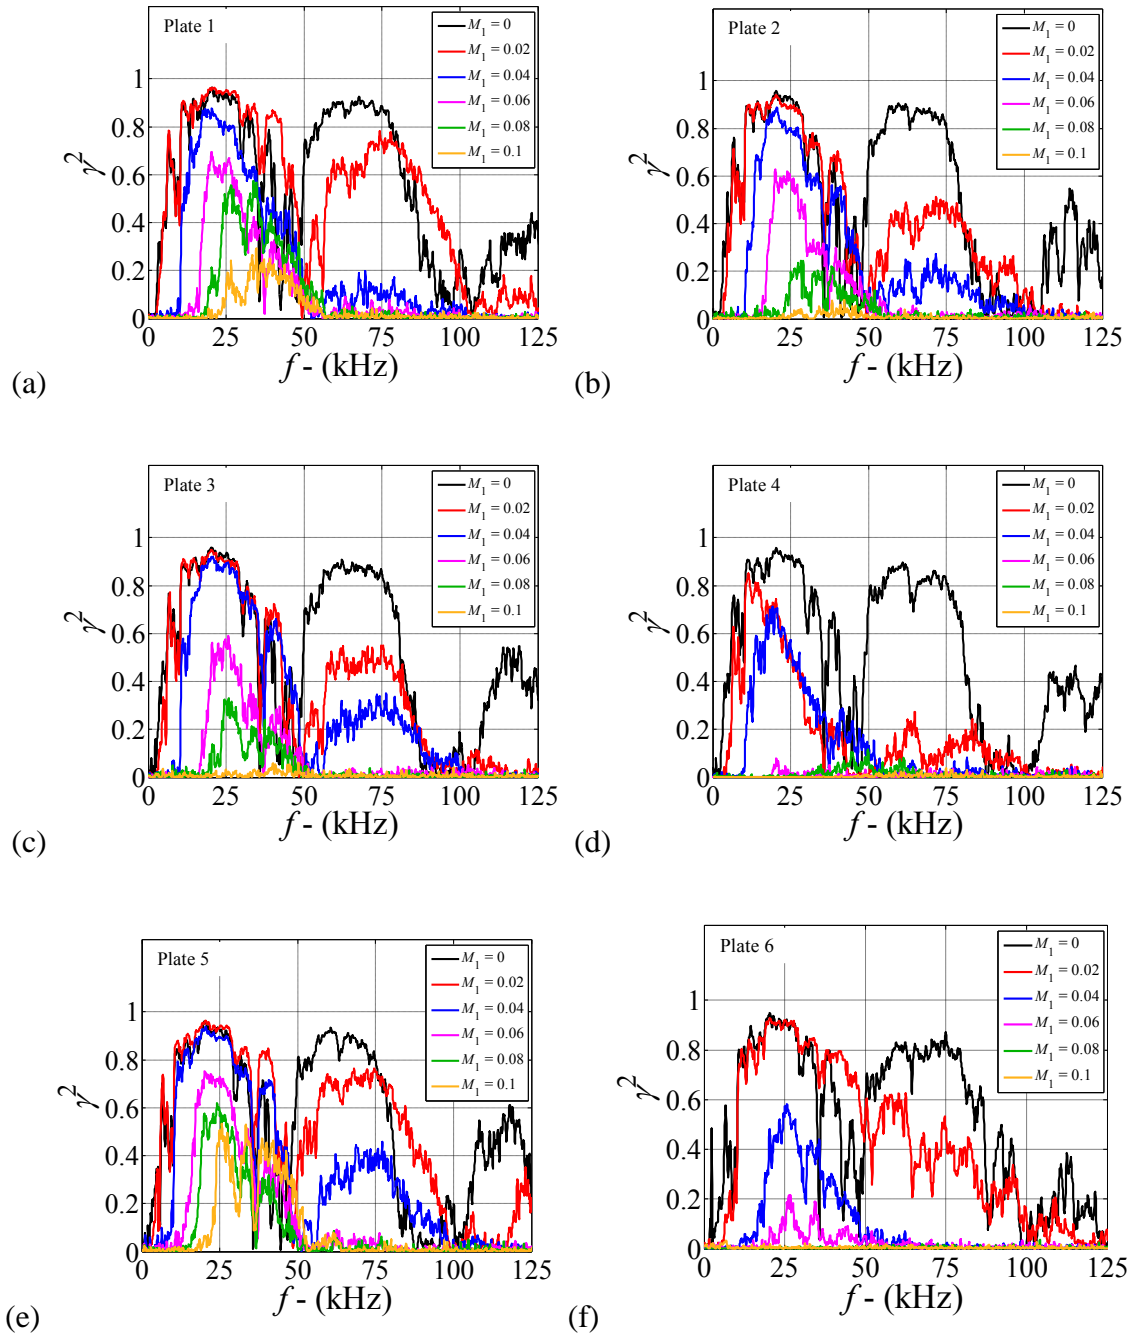 Plate 1
M1 = 0
M1 = 0.02
M1 = 0.04
M1 = 0.06
M1 = 0.08
M1 = 0.1
1
0.8
0.6
0.4
0.2
0
γ2
0 25 50 75 100 125
f - (kHz)
(a)
Plate 2
M1 = 0
M1 = 0.02
M1 = 0.04
M1 = 0.06
M1 = 0.08
M1 = 0.1
1
0.8
0.6
0.4
0.2
0
γ2
0 25 50 75 100 125
f - (kHz)
(b)
Plate 3
M1 = 0
M1 = 0.02
M1 = 0.04
M1 = 0.06
M1 = 0.08
M1 = 0.1
1
0.8
0.6
0.4
0.2
0
γ2
0 25 50 75 100 125
f - (kHz)
(c)
Plate 4
M1 = 0
M1 = 0.02
M1 = 0.04
M1 = 0.06
M1 = 0.08
M1 = 0.1
1
0.8
0.6
0.4
0.2
0
γ2
0 25 50 75 100 125
f - (kHz)
(d)
Plate 5
M1 = 0
M1 = 0.02
M1 = 0.04
M1 = 0.06
M1 = 0.08
M1 = 0.1
1
0.8
0.6
0.4
0.2
0
γ2
0 25 50 75 100 125
f - (kHz)
(e)
Plate 6
M1 = 0
M1 = 0.02
M1 = 0.04
M1 = 0.06
M1 = 0.08
M1 = 0.1
1
0.8
0.6
0.4
0.2
0
γ2
0 25 50 75 100 125
f - (kHz)
(f)